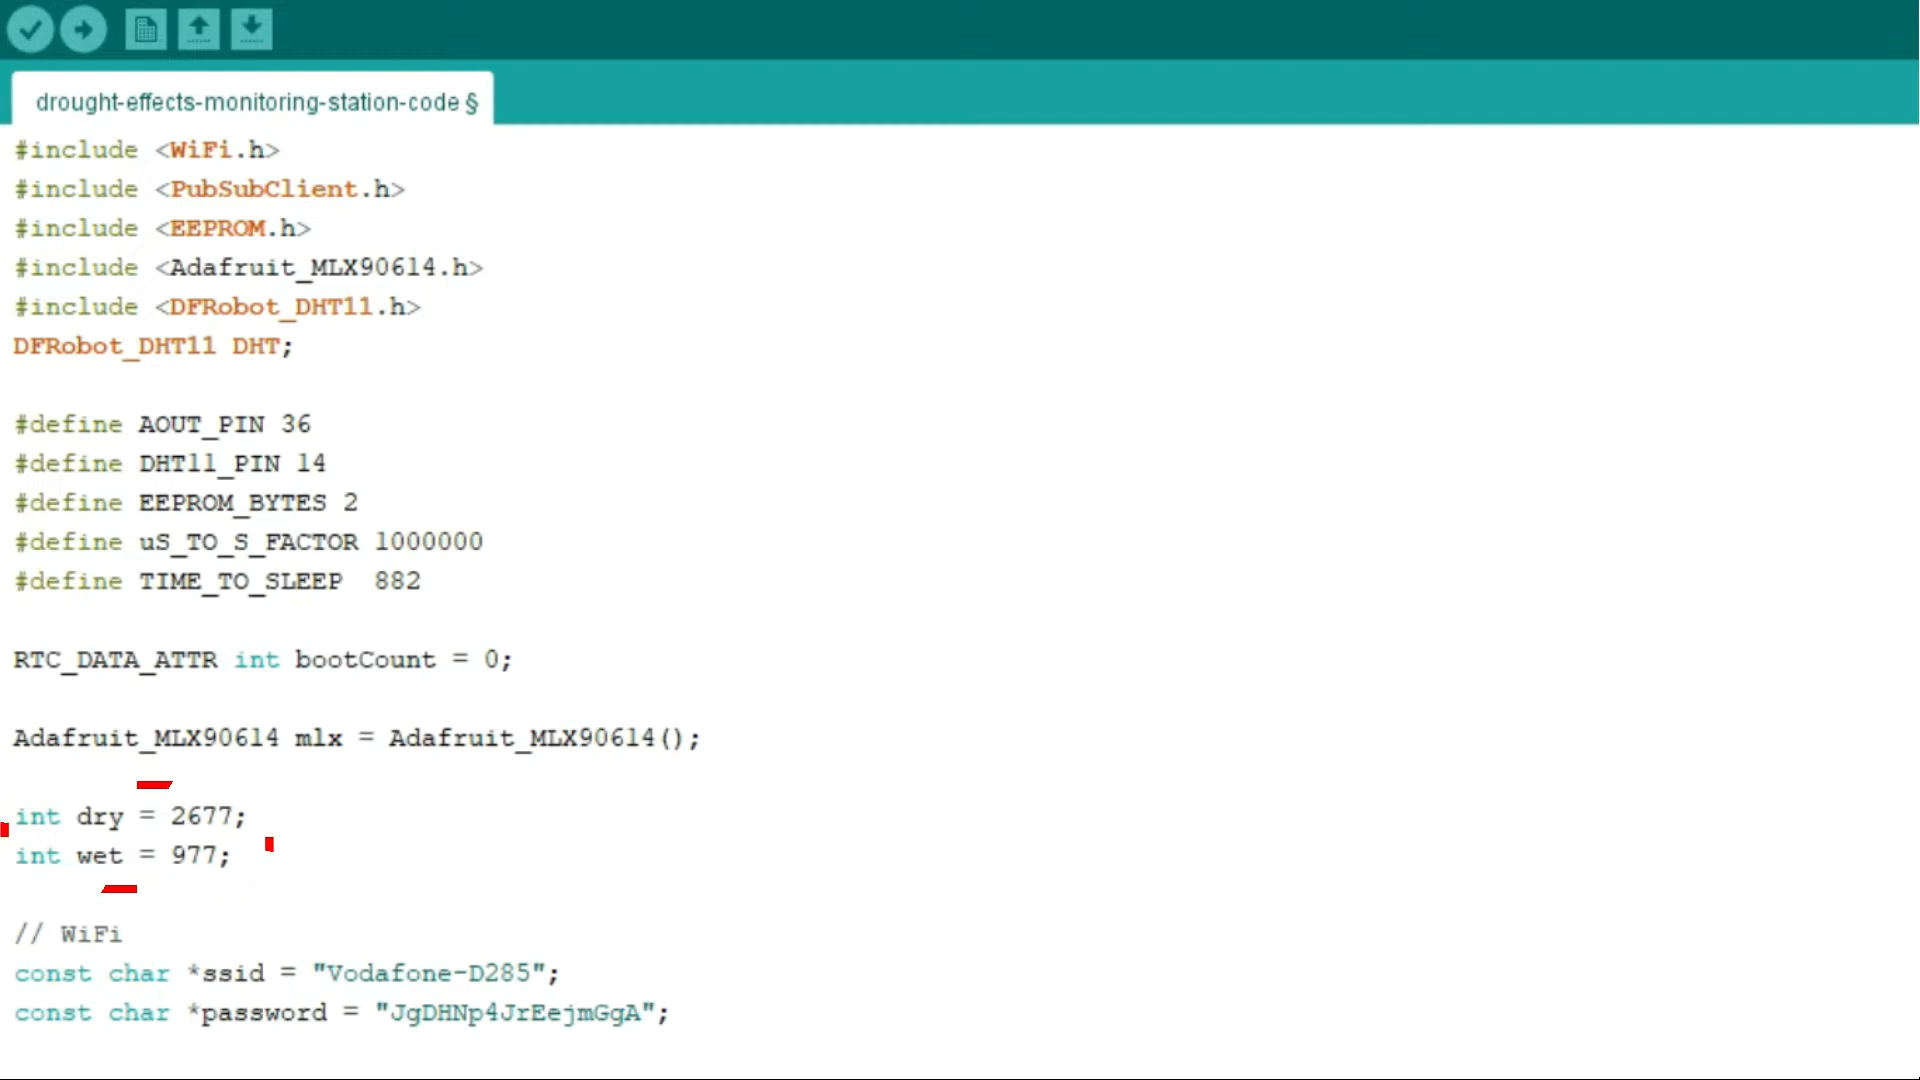 drought-effects-monitoring-station-code §
#include <WiFi.h>
#include <PubSubClient.h>
#include <EEPROM.h>
#include <Adafruit_MLX90614.h>
#include <DFRobot_DHT11.h>
DFRobot_DHT11 DHT;
#define AOUT_PIN 36
#define DHT11_PIN 14
#define EEPROM_BYTES 2
#define uS_TO_S_FACTOR 1000000
#define TIME_TO_SLEEP  882
RTC_DATA_ATTR int bootCount = 0;
Adafruit_MLX90614 mlx = Adafruit_MLX90614();
int dry = 2677;
int wet = 977;
// WiFi
const char *ssid = "Vodafone-D285";
const char *password = "JgDHNp4JrEejmGgA";